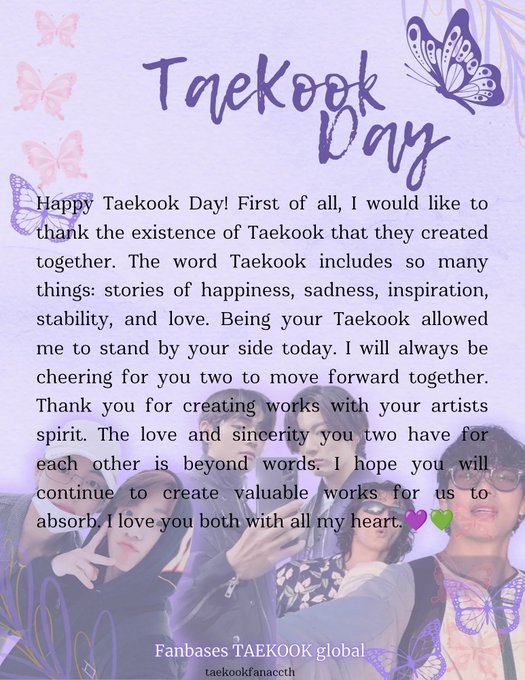 TaeKook
Day
Happy Taekook Day! First of all, I would like to
thank the existence of Taekook that they created
together. The word Taekook includes so many
things: stories of happiness, sadness, inspiration,
stability, and love. Being your Taekook allowed
me to stand by your side today. I will always be
cheering for you two to move forward together.
Thank you for creating works with your artists
spirit. The love and sincerity you two have for
each other is beyond words. I hope you will
continue to create valuable works for us to
absorb. I love you both with all my heart.💜💚
Fanbases TAEKOOK global
taekookfanaccth